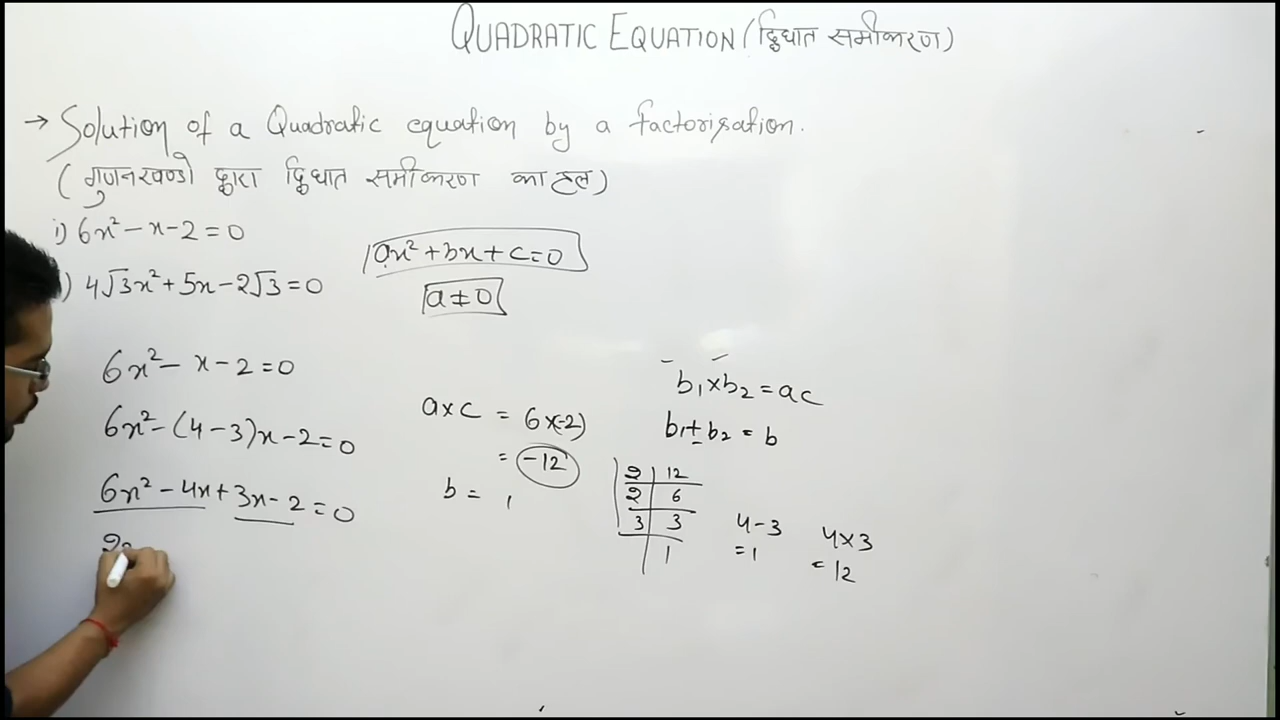 QUADRATIC EQUATION (द्विघात समीकरण)
→ Solution of a Quadratic equation by a factorisation.
(गुणनखण्डो द्वारा द्विघात समीकरण का हल)
i) 6x² - x - 2 = 0
) 4√3x² + 5x - 2√3 = 0
ax² + bx + c = 0
a ≠ 0
6x² - x - 2 = 0
6x² - (4 - 3)x - 2 = 0
6x² - 4x + 3x - 2 = 0
a×c = 6×(-2)
= -12
b = 1
b₁×b₂ = ac
b₁±b₂ = b
2 | 12
2 | 6
3 | 3
| 1
4-3
=1
4×3
= 12